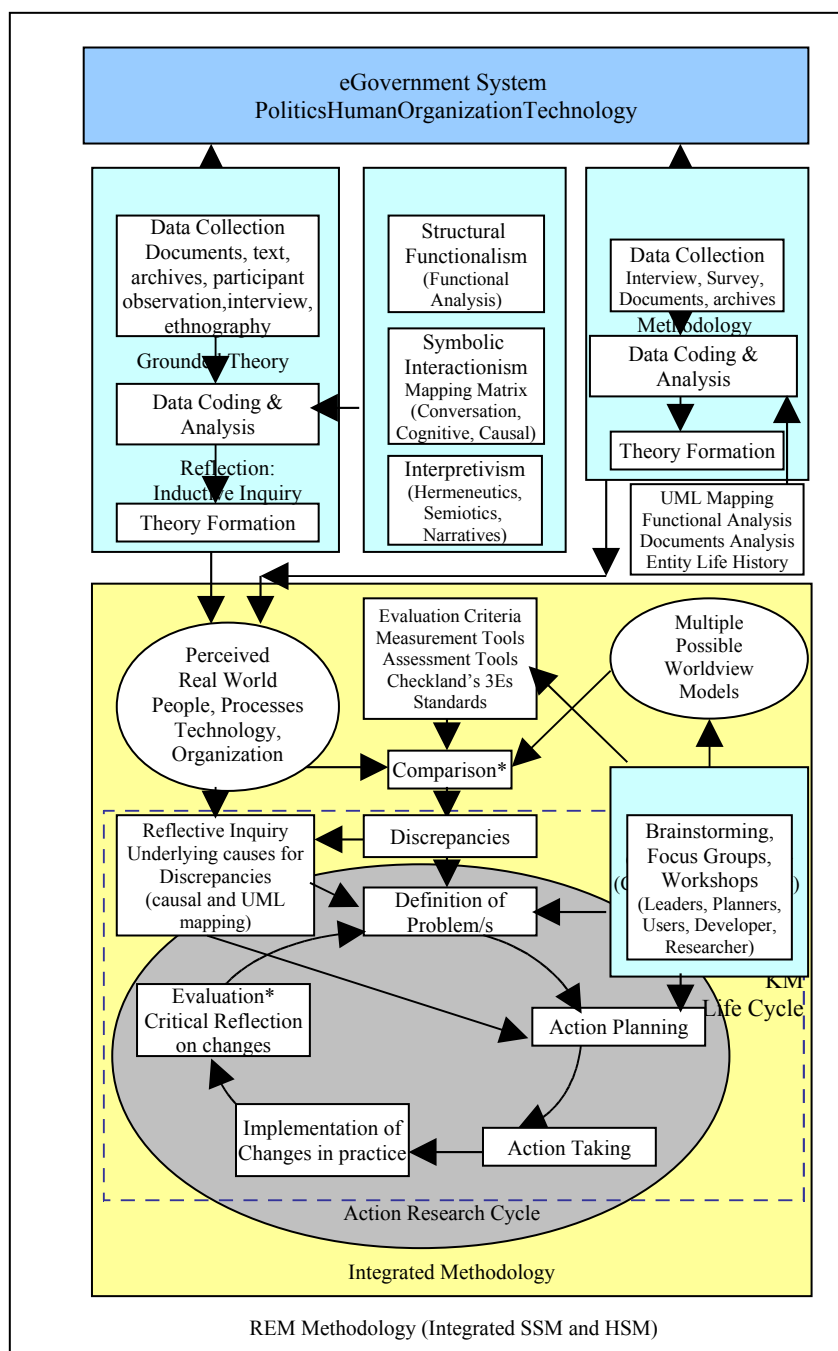 eGovernment System
PoliticsHumanOrganizationTechnology
Data Collection
Documents, text,
archives, participant
observation,interview,
ethnography
Grounded Theory
Data Coding &
Analysis
Reflection:
Inductive Inquiry
Theory Formation
Structural
Functionalism
(Functional
Analysis)
Symbolic
Interactionism
Mapping Matrix
(Conversation,
Cognitive, Causal)
Interpretivism
(Hermeneutics,
Semiotics,
Narratives)
Data Collection
Interview, Survey,
Documents, archives
Methodology
Data Coding &
Analysis
Theory Formation
UML Mapping
Functional Analysis
Documents Analysis
Entity Life History
Perceived
Real World
People, Processes
Technology,
Organization
Evaluation Criteria
Measurement Tools
Assessment Tools
Checkland's 3Es
Standards
Multiple
Possible
Worldview
Models
Comparison*
Reflective Inquiry
Underlying causes for
Discrepancies
(causal and UML
mapping)
Discrepancies
Definition of
Problem/s
Brainstorming,
Focus Groups,
Workshops
(Leaders, Planners,
Users, Developer,
Researcher)
KM
Life Cycle
Evaluation*
Critical Reflection
on changes
Action Planning
Implementation of
Changes in practice
Action Taking
Action Research Cycle
Integrated Methodology
REM Methodology (Integrated SSM and HSM)